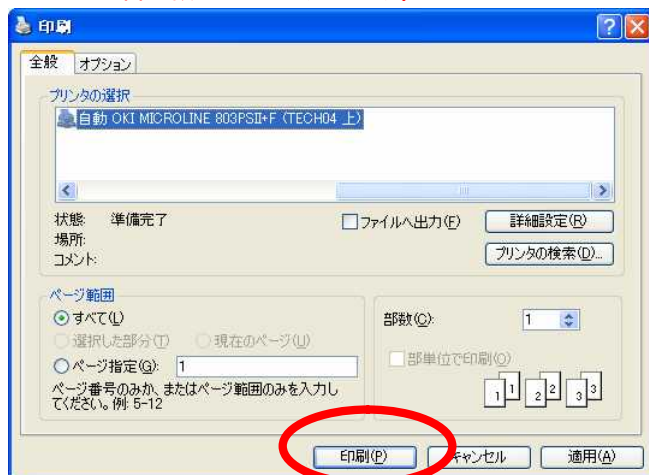 印刷
全般 オプション
プリンタの選択
自動 OKI MICROLINE 803PSII+F (TECH04 上)
状態: 準備完了 ファイルへ出力(F) 詳細設定(R)
場所:
コメント: プリンタの検索(D)...
ページ範囲
すべて(L) 部数(C): 1
選択した部分(T) 現在のページ(U)
部単位で印刷(O)
ページ指定(G): 1
ページ番号のみか、またはページ範囲のみを入力し
てください。例: 5-12
1 1 2 2 3 3
印刷(P) キャンセル 適用(A)